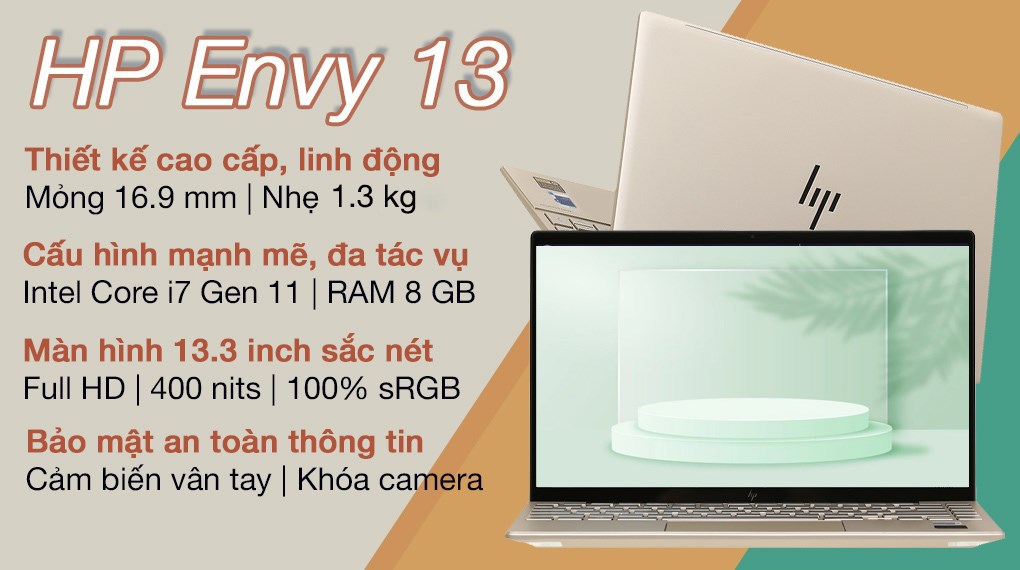 HP Envy 13
Thiết kế cao cấp, linh động
Mỏng 16.9 mm | Nhẹ 1.3 kg
Cấu hình mạnh mẽ, đa tác vụ
Intel Core i7 Gen 11 | RAM 8 GB
Màn hình 13.3 inch sắc nét
Full HD | 400 nits | 100% sRGB
Bảo mật an toàn thông tin
Cảm biến vân tay | Khóa camera
hp
hp